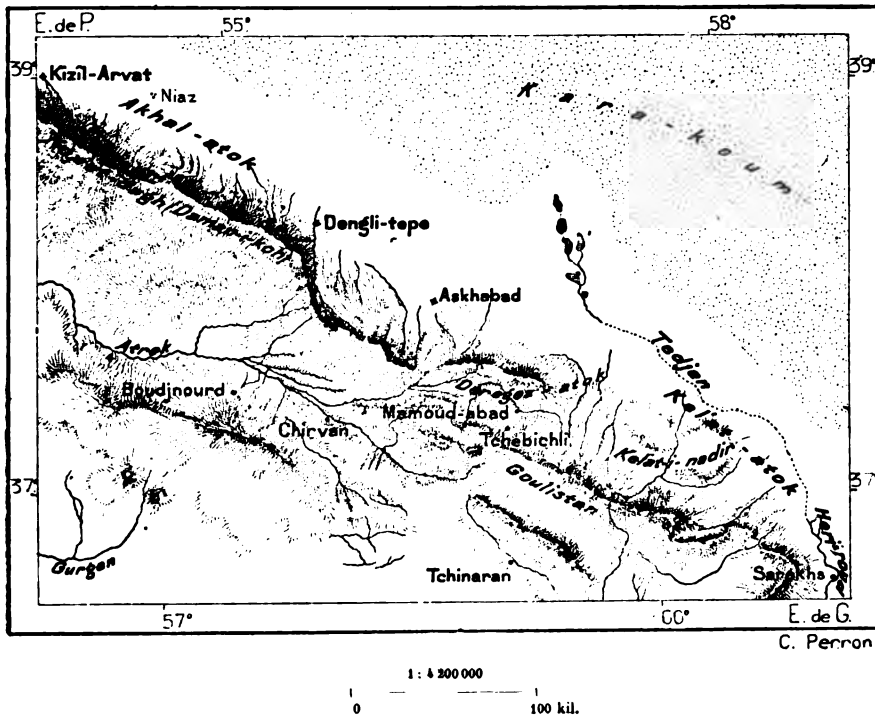 E. de P. 55° 58°
39° 39°
Kizil-Arvat
Niaz
Akhal-atok
Kara-koum
Dengli-tepe
Askhabad
Atrek
Boudjnourd
Chirvan
Mamoud-abad
Deregez-atok
Tchebichli
Tedjen
Kelat-i-nadir-atok
37° 37
Goulistan
Gurgen
Tchinaran
Sarakhs
57° 60° E. de G.
C. Perron
1 : 4 200 000
0 100 kil.